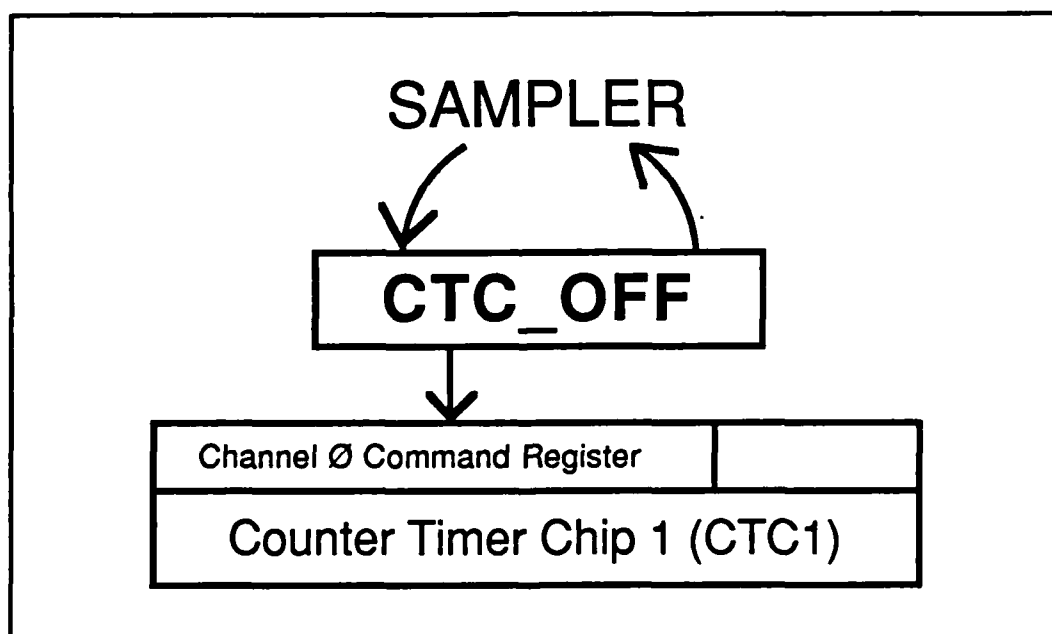 SAMPLER
CTC_OFF
Channel Ø Command Register
Counter Timer Chip 1 (CTC1)